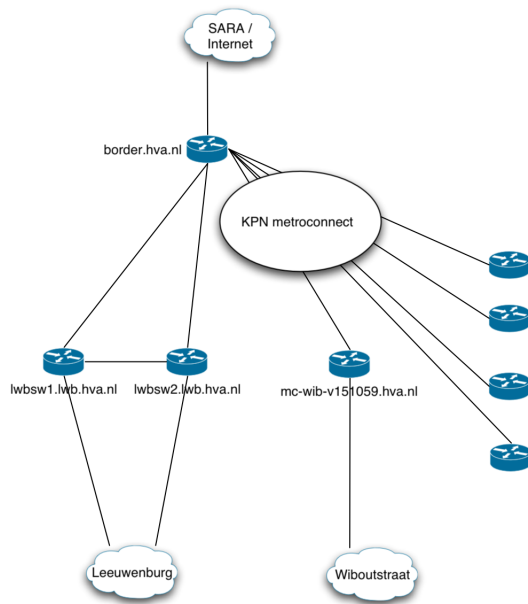 SARA /
Internet
border.hva.nl
KPN metroconnect
lwbsw1.lwb.hva.nl
lwbsw2.lwb.hva.nl
mc-wib-v151059.hva.nl
Leeuwenburg
Wiboutstraat